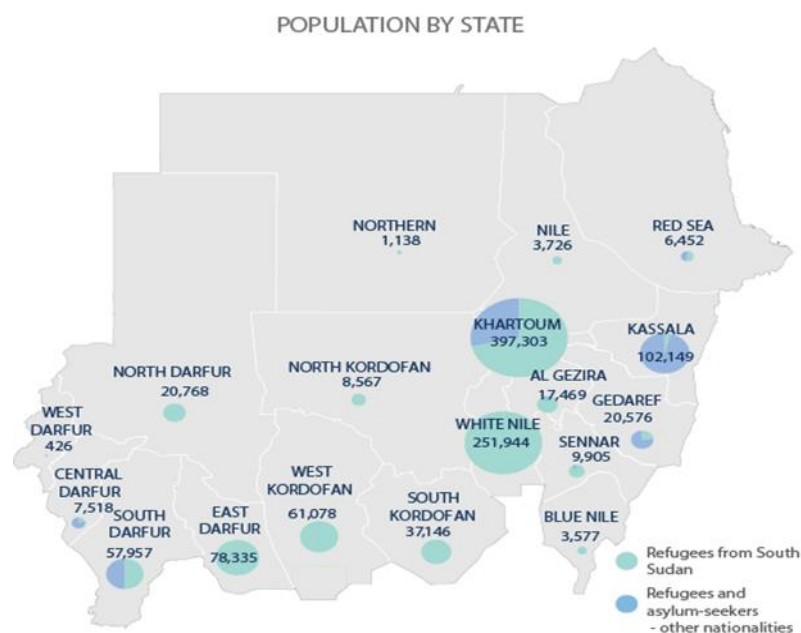 POPULATION BY STATE
NORTHERN
1,138
NILE
3,726
RED SEA
6,452
KHARTOUM
397,303
KASSALA
102,149
NORTH DARFUR
20,768
NORTH KORDOFAN
8,567
AL GEZIRA
17,469
GEDAREF
20,576
WEST
DARFUR
426
WHITE NILE
251,944
SENNAR
9,905
CENTRAL
DARFUR
7,518
SOUTH
DARFUR
57,957
EAST
DARFUR
78,335
WEST
KORDOFAN
61,078
SOUTH
KORDOFAN
37,146
BLUE NILE
3,577
Refugees from South
Sudan
Refugees and
asylum-seekers
- other nationalities